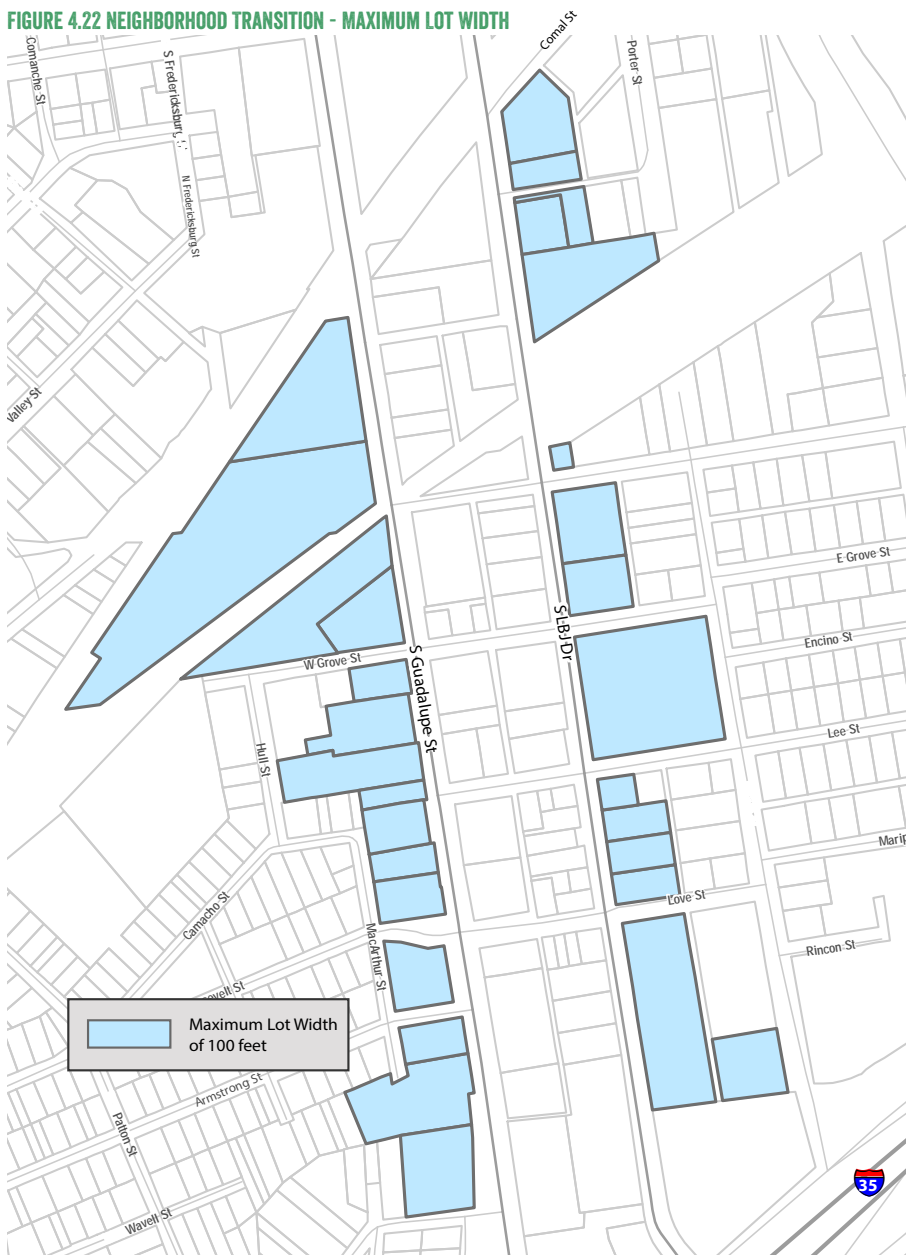 FIGURE 4.22 NEIGHBORHOOD TRANSITION - MAXIMUM LOT WIDTH
Comal St
Comanche St
S Fredericksburg
Porter St
N Fredericksburg St
Valley St
E Grove St
S LBJ Dr
Encino St
W Grove St
S Guadalupe St
Lee St
Hull St
Love St
Camacho St
MacArthur St
Rincon St
Maximum Lot Width
of 100 feet
Armstrong St
Patton St
35
Wavell St